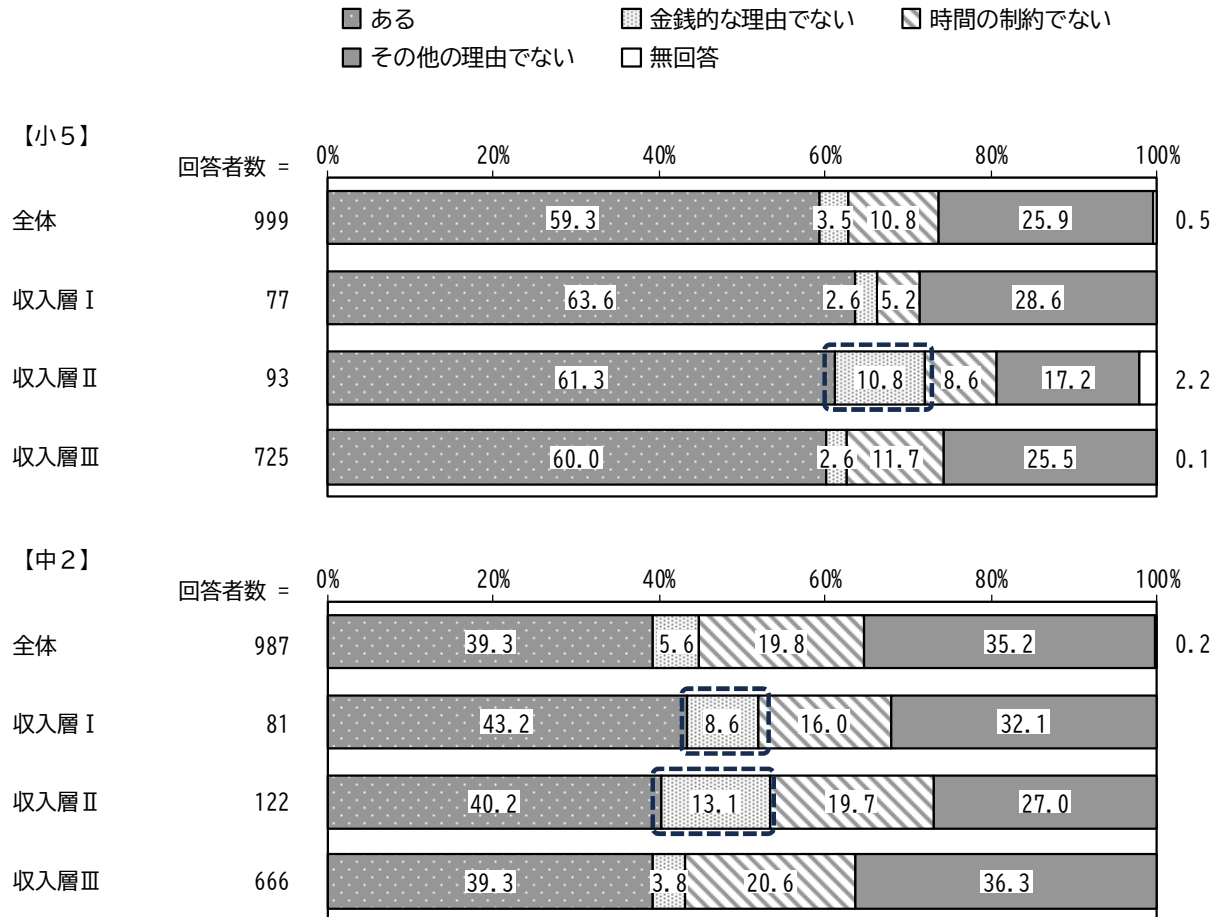 ある 金銭的な理由でない 時間の制約でない
その他の理由でない 無回答
【小５】
回答者数 = 0% 20% 40% 60% 80% 100%
全体 999 59.3 3.5 10.8 25.9 0.5
収入層Ⅰ 77 63.6 2.6 5.2 28.6
収入層Ⅱ 93 61.3 10.8 8.6 17.2 2.2
収入層Ⅲ 725 60.0 2.6 11.7 25.5 0.1
【中２】
回答者数 = 0% 20% 40% 60% 80% 100%
全体 987 39.3 5.6 19.8 35.2 0.2
収入層Ⅰ 81 43.2 8.6 16.0 32.1
収入層Ⅱ 122 40.2 13.1 19.7 27.0
収入層Ⅲ 666 39.3 3.8 20.6 36.3